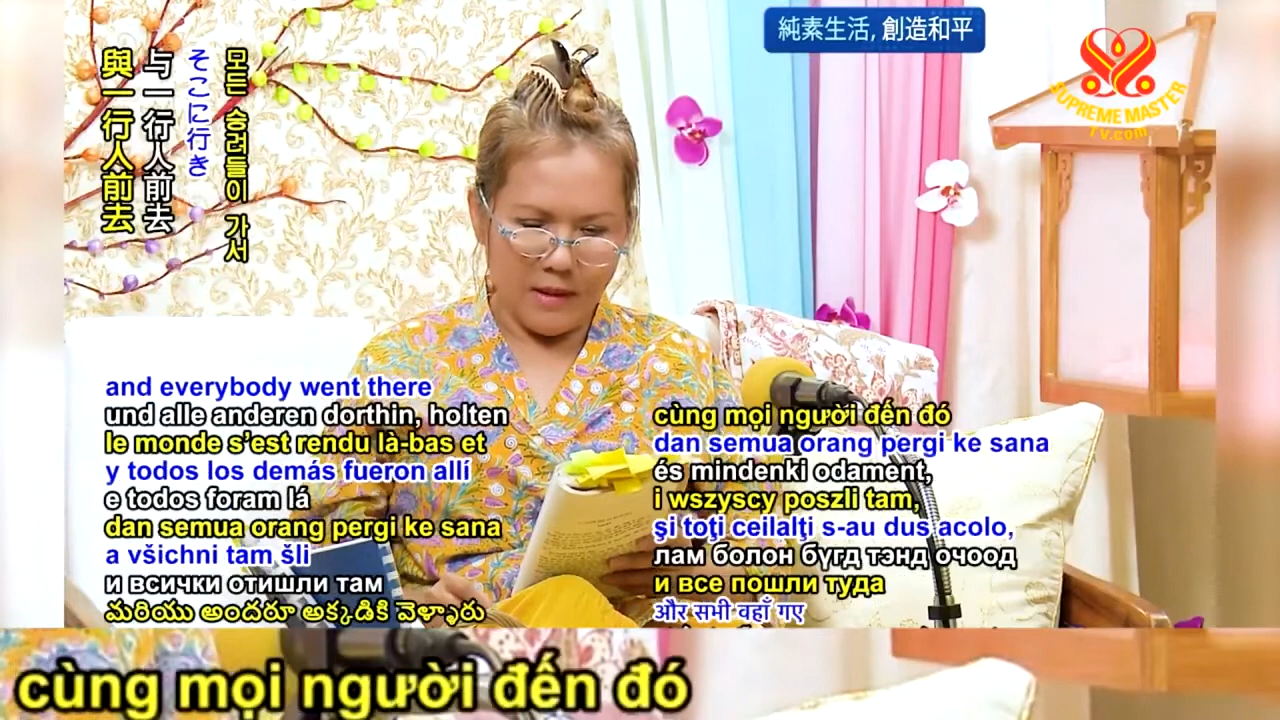 純素生活, 創造和平
SUPREME MASTER
TV.com
모든 승려들이 가서
そこに行き
与一行人前去
與一行人前去
and everybody went there
und alle anderen dorthin, holten
le monde s'est rendu là-bas et
y todos los demás fueron allí
e todos foram lá
dan semua orang pergi ke sana
a všichni tam šli
и всички отишли там
మరియు అందరూ అక్కడికి వెళ్ళారు
cùng mọi người đến đó
dan semua orang pergi ke sana
és mindenki odament,
i wszyscy poszli tam,
şi toţi ceilalţi s-au dus acolo,
лам болон бүгд тэнд очоод
и все пошли туда
और सभी वहाँ गए
cùng mọi người đến đó